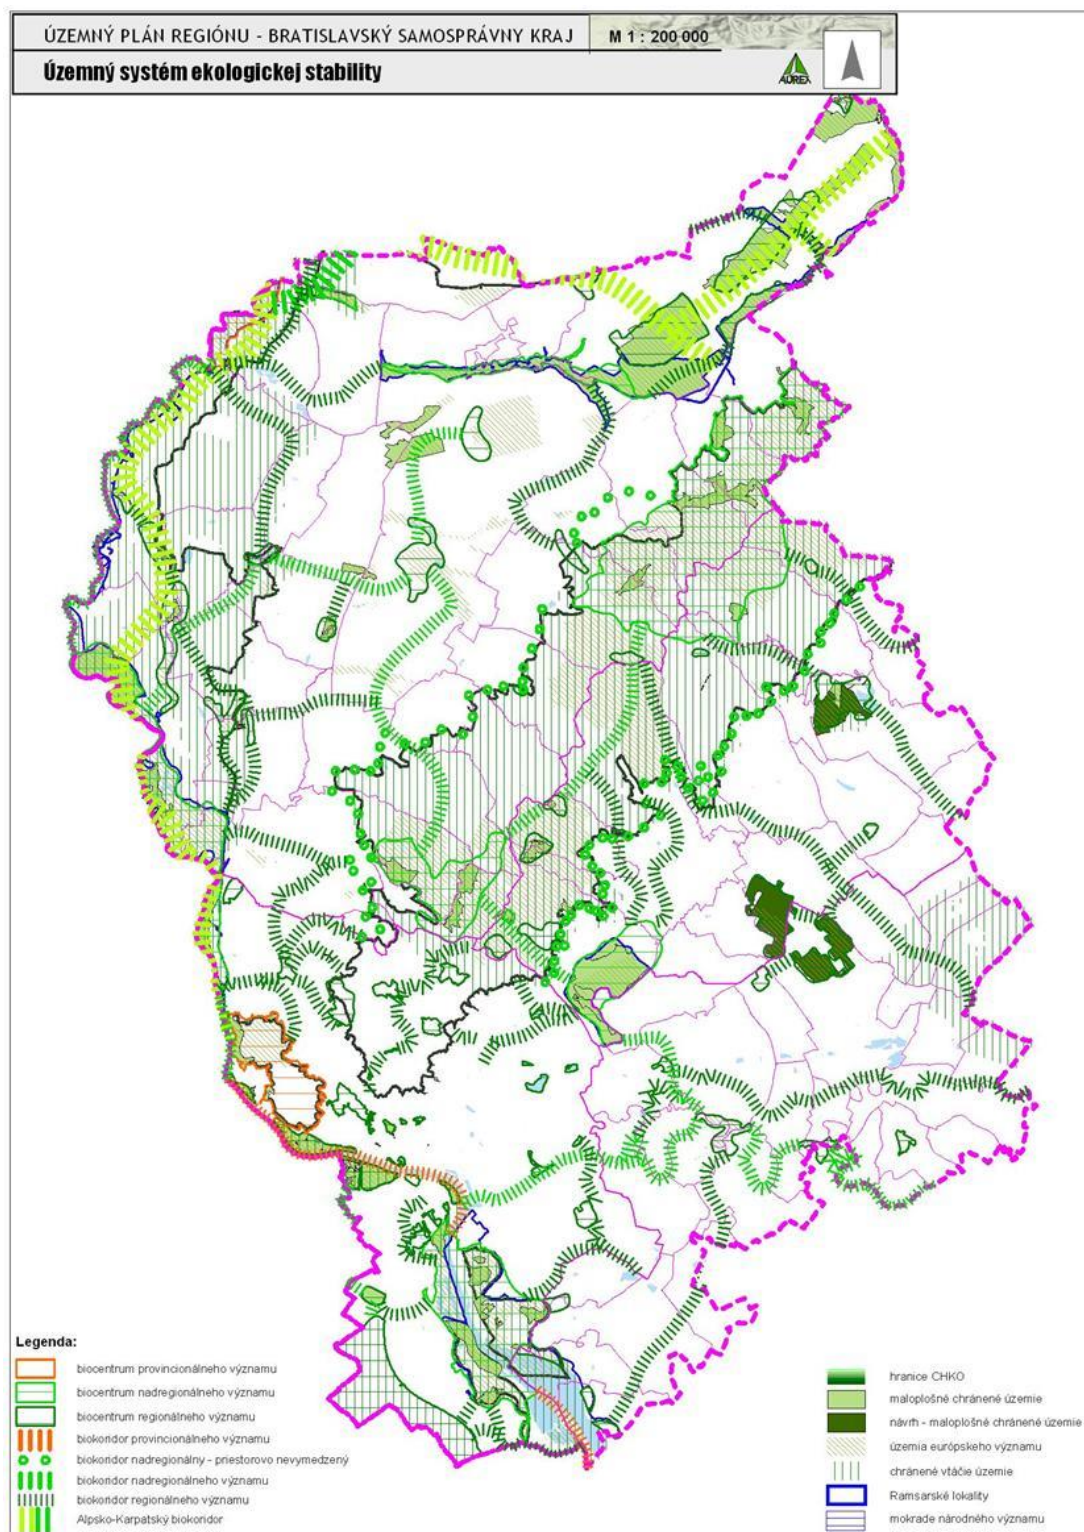 ÚZEMNÝ PLÁN REGIÓNU - BRATISLAVSKÝ SAMOSPRÁVNY KRAJ M 1 : 200 000
Územný systém ekologickej stability
AUREX
Legenda:
biocentrum provincionálneho významu
biocentrum nadregionálneho významu
biocentrum regionálneho významu
biokoridor provincionálneho významu
biokoridor nadregionálny - priestorovo nevymedzený
biokoridor nadregionálneho významu
biokoridor regionálneho významu
Alpsko-Karpatský biokoridor
hranice CHKO
maloplošné chránené územie
návrh - maloplošné chránené územie
územia európskeho významu
chránené vtáčie územie
Ramsarské lokality
mokrade národného významu